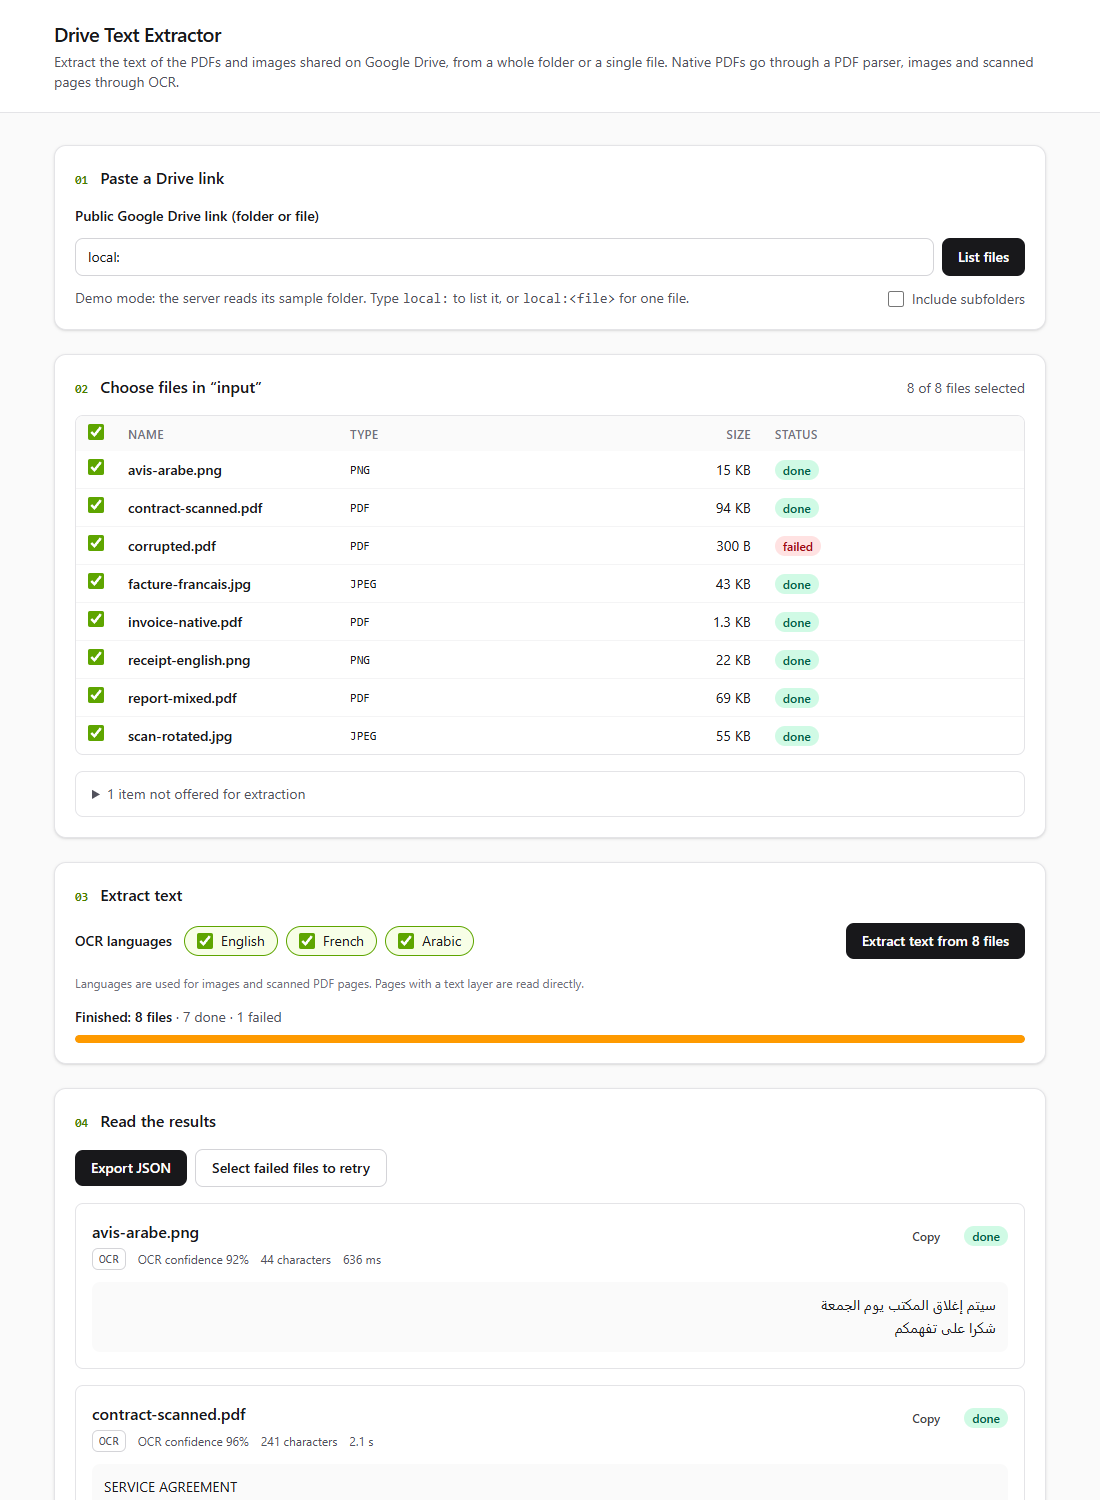 Drive Text Extractor
Extract the text of the PDFs and images shared on Google Drive, from a whole folder or a single file. Native PDFs go through a PDF parser, images and scanned
pages through OCR.
01 Paste a Drive link
Public Google Drive link (folder or file)
local:
List files
Demo mode: the server reads its sample folder. Type local: to list it, or local:<file> for one file.
Include subfolders
02 Choose files in “input”
8 of 8 files selected
NAME TYPE SIZE STATUS
avis-arabe.png PNG 15 KB done
contract-scanned.pdf PDF 94 KB done
corrupted.pdf PDF 300 B failed
facture-francais.jpg JPEG 43 KB done
invoice-native.pdf PDF 1.3 KB done
receipt-english.png PNG 22 KB done
report-mixed.pdf PDF 69 KB done
scan-rotated.jpg JPEG 55 KB done
1 item not offered for extraction
03 Extract text
OCR languages English French Arabic
Extract text from 8 files
Languages are used for images and scanned PDF pages. Pages with a text layer are read directly.
Finished: 8 files · 7 done · 1 failed
04 Read the results
Export JSON Select failed files to retry
avis-arabe.png
Copy done
OCR OCR confidence 92% 44 characters 636 ms
سيتم إغلاق المكتب يوم الجمعة
شكرا على تفهمكم
contract-scanned.pdf
Copy done
OCR OCR confidence 96% 241 characters 2.1 s
SERVICE AGREEMENT